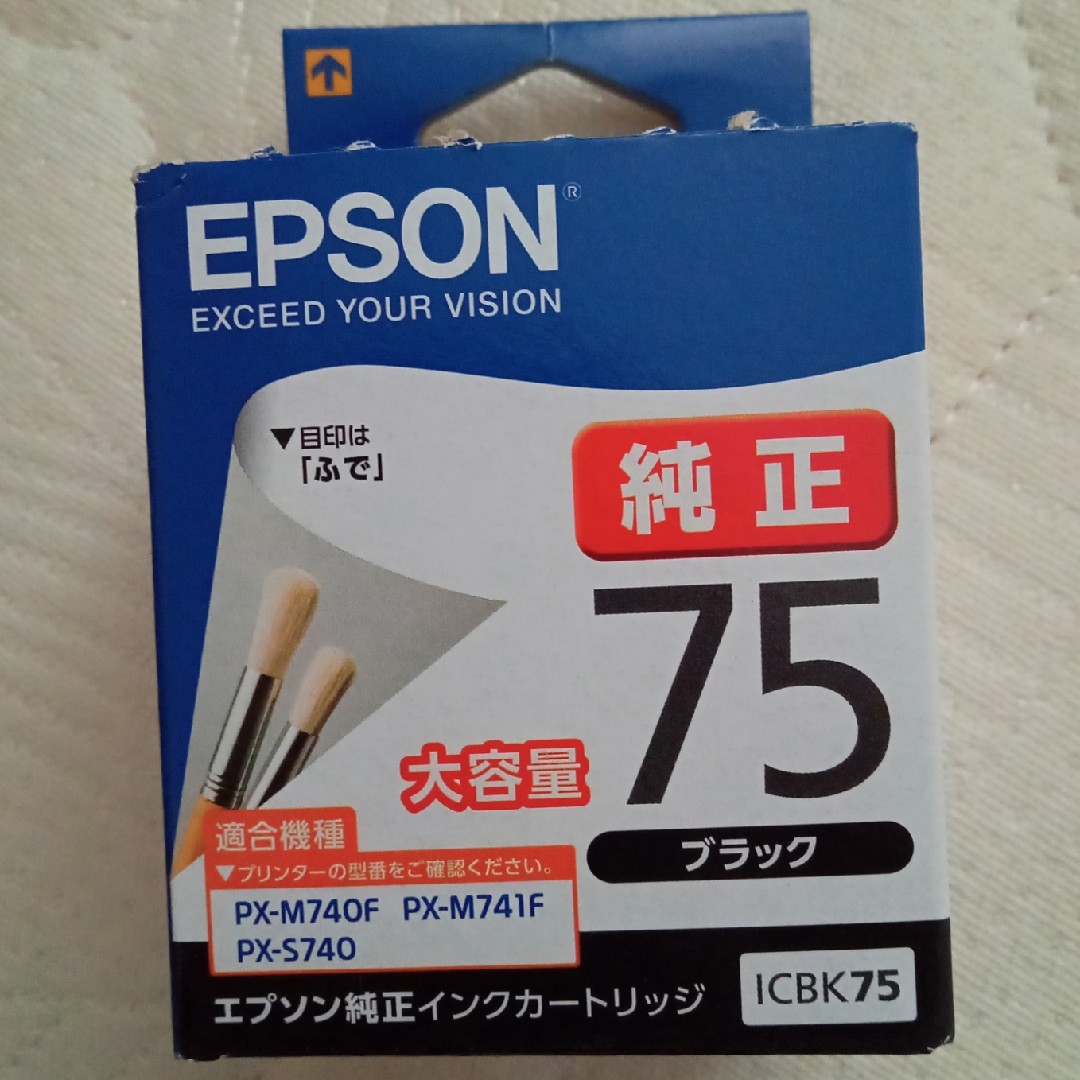 EPSON®
EXCEED YOUR VISION
▼目印は
「ふで」
純正
75
大容量
ブラック
適合機種
▼プリンターの型番をご確認ください。
PX-M740F PX-M741F
PX-S740
エプソン純正インクカートリッジ
ICBK75